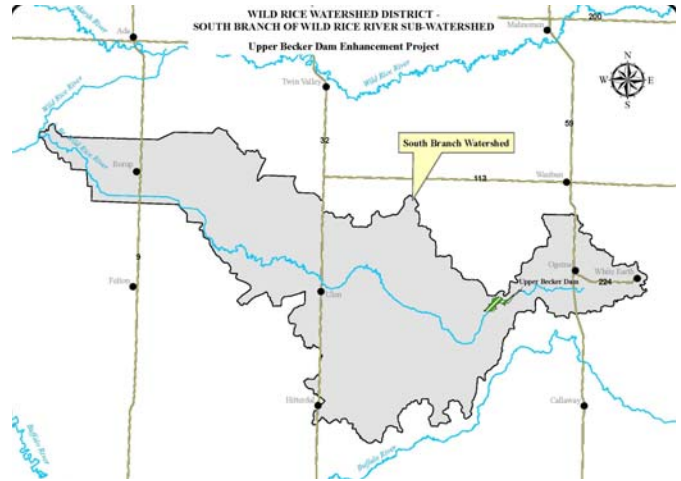 WILD RICE WATERSHED DISTRICT -
SOUTH BRANCH OF WILD RICE RIVER SUB-WATERSHED
Upper Becker Dam Enhancement Project
200
Ada
Mahnomen
N
W
E
S
Twin Valley
Wild Rice River
Wild Rice River
59
32
South Branch Watershed
Borup
113
Waubun
9
Felton
Ulen
Ogema
White Earth
224
Upper Becker Dam
Hitterdal
Callaway
Buffalo River
Buffalo River